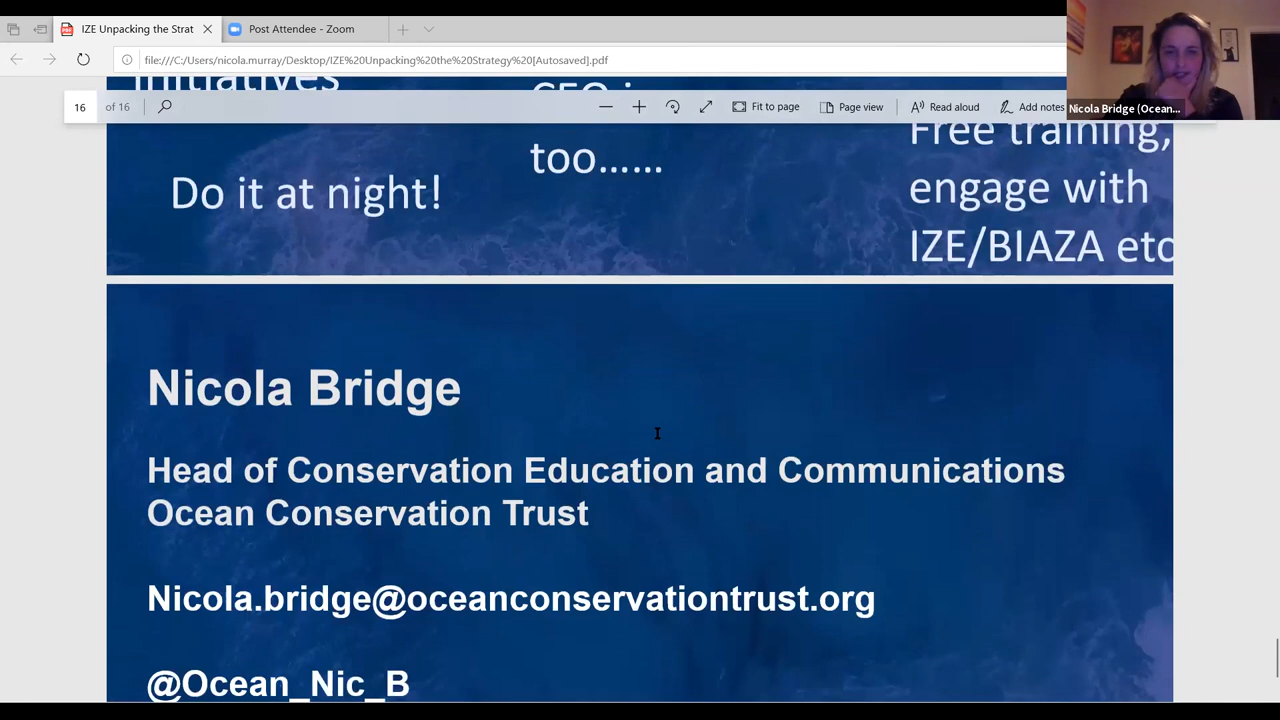 IZE Unpacking the Strat
Post Attendee - Zoom
file:///C:/Users/nicola.murray/Desktop/IZE%20Unpacking%20the%20Strategy%20[Autosaved].pdf
Nicola Bridge (Ocean...
16 of 16
Fit to page
Page view
Read aloud
Add notes
initiatives
CEO is
too......
Do it at night!
Free training,
engage with
IZE/BIAZA etc
Nicola Bridge
Head of Conservation Education and Communications
Ocean Conservation Trust
Nicola.bridge@oceanconservationtrust.org
@Ocean_Nic_B